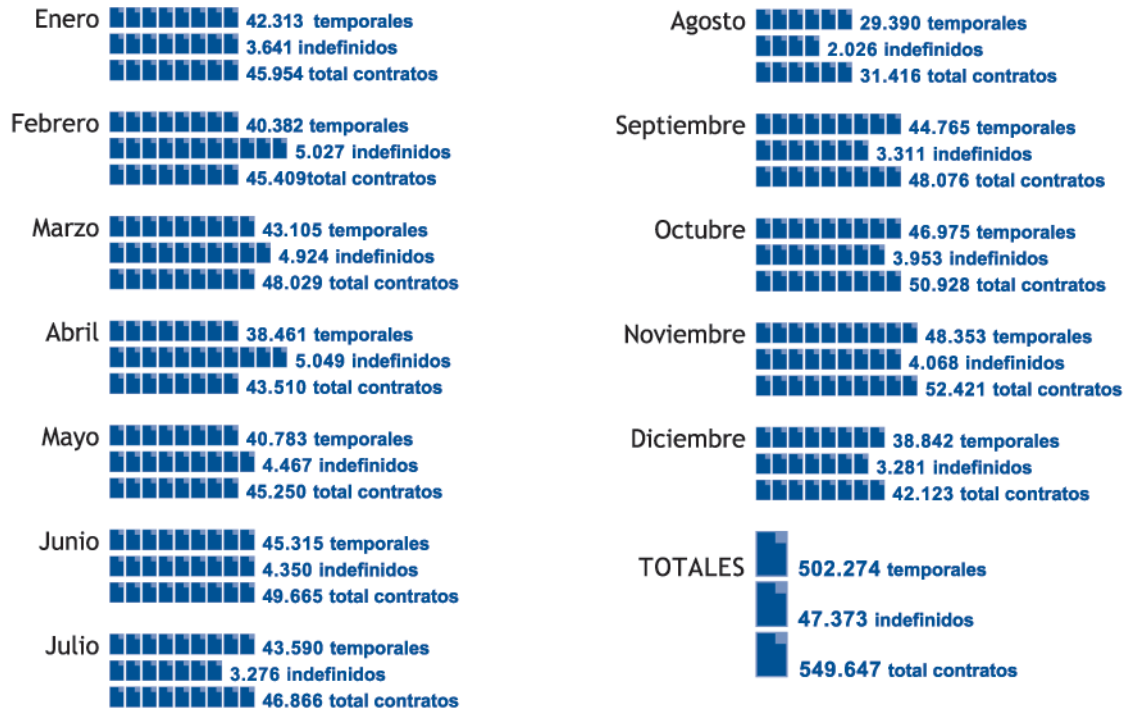 Enero 42.313 temporales
3.641 indefinidos
45.954 total contratos
Febrero 40.382 temporales
5.027 indefinidos
45.409total contratos
Marzo 43.105 temporales
4.924 indefinidos
48.029 total contratos
Abril 38.461 temporales
5.049 indefinidos
43.510 total contratos
Mayo 40.783 temporales
4.467 indefinidos
45.250 total contratos
Junio 45.315 temporales
4.350 indefinidos
49.665 total contratos
Julio 43.590 temporales
3.276 indefinidos
46.866 total contratos
Agosto 29.390 temporales
2.026 indefinidos
31.416 total contratos
Septiembre 44.765 temporales
3.311 indefinidos
48.076 total contratos
Octubre 46.975 temporales
3.953 indefinidos
50.928 total contratos
Noviembre 48.353 temporales
4.068 indefinidos
52.421 total contratos
Diciembre 38.842 temporales
3.281 indefinidos
42.123 total contratos
TOTALES 502.274 temporales
47.373 indefinidos
549.647 total contratos